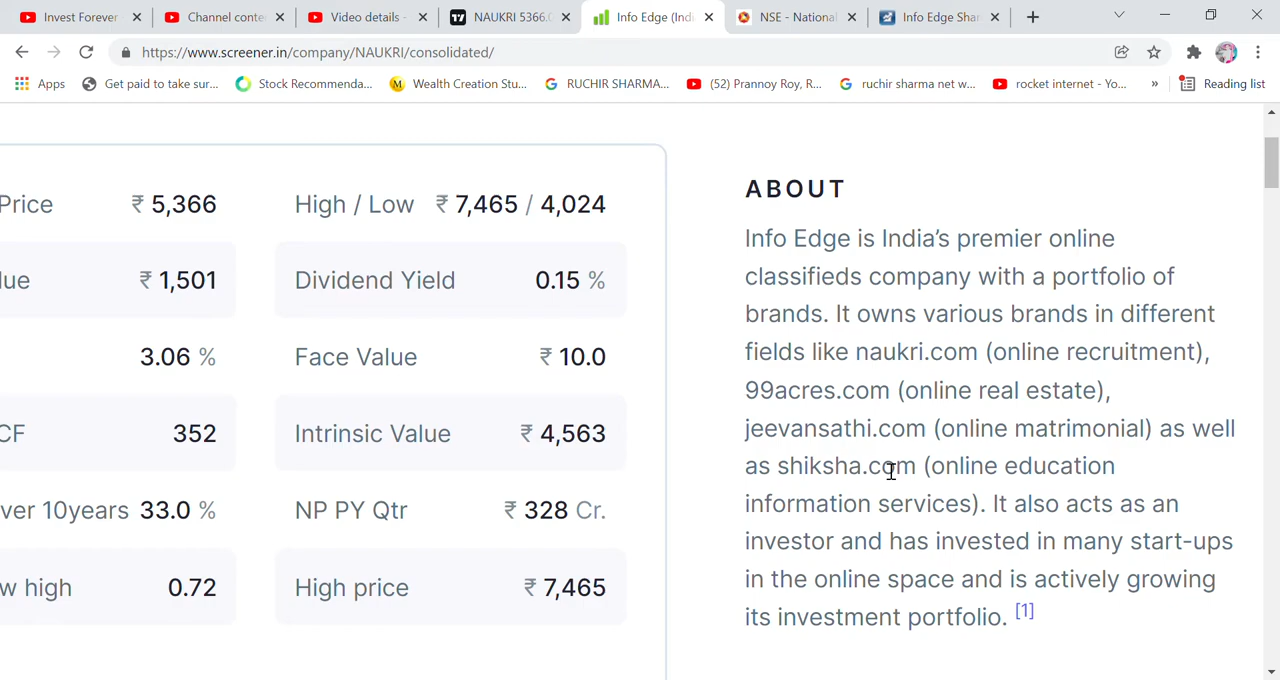 Invest Forever
Channel conte
Video details -
NAUKRI 5366.
Info Edge (Indi
NSE - National
Info Edge Shar
https://www.screener.in/company/NAUKRI/consolidated/
Apps
Get paid to take sur...
Stock Recommenda...
M
Wealth Creation Stu...
RUCHIR SHARMA...
(52) Prannoy Roy, R...
ruchir sharma net w...
rocket internet - Yo...
»
Reading list
Price ₹ 5,366
High / Low ₹ 7,465 / 4,024
lue ₹ 1,501
Dividend Yield 0.15 %
3.06 %
Face Value ₹ 10.0
CF 352
Intrinsic Value ₹ 4,563
ver 10years 33.0 %
NP PY Qtr ₹ 328 Cr.
w high 0.72
High price ₹ 7,465
ABOUT
Info Edge is India's premier online
classifieds company with a portfolio of
brands. It owns various brands in different
fields like naukri.com (online recruitment),
99acres.com (online real estate),
jeevansathi.com (online matrimonial) as well
as shiksha.com (online education
information services). It also acts as an
investor and has invested in many start-ups
in the online space and is actively growing
its investment portfolio. [1]